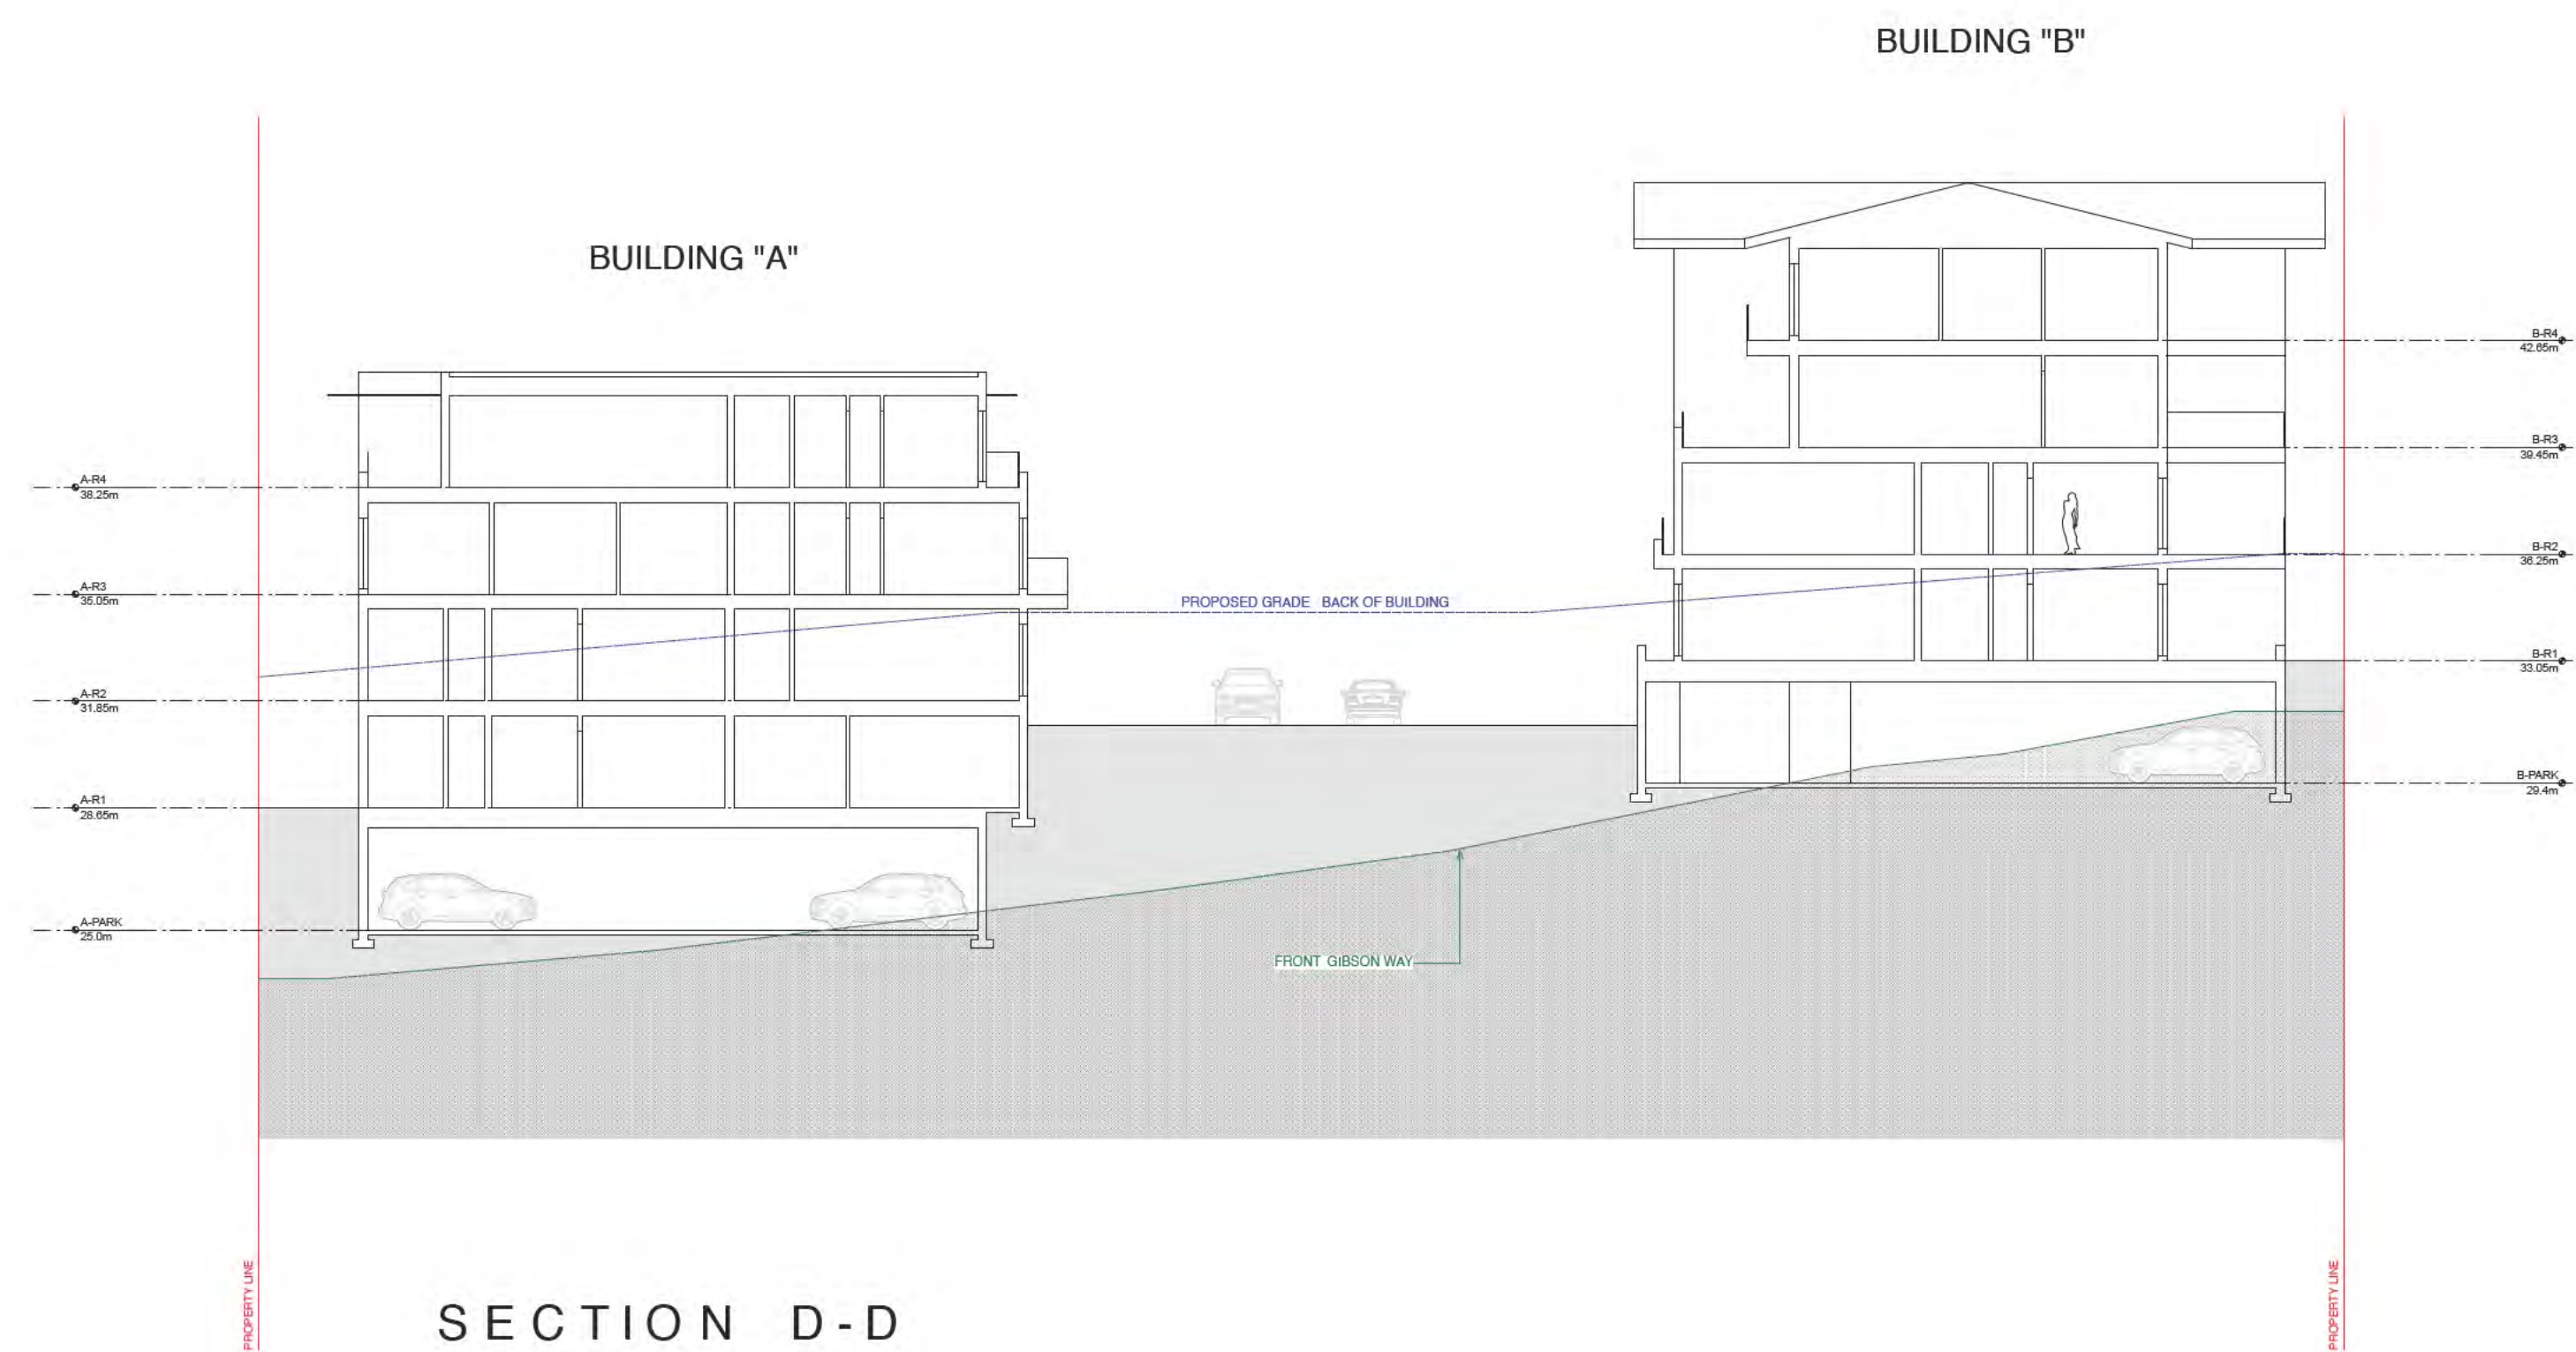 BUILDING "B"
BUILDING "A"
B-R4
42.65m
B-R3
39.45m
A-R4
38.25m
B-R2
36.25m
A-R3
35.05m
PROPOSED GRADE BACK OF BUILDING
B-R1
33.05m
A-R2
31.85m
B-PARK
29.4m
A-R1
28.65m
A-PARK
25.0m
FRONT GIBSON WAY
PROPERTY LINE
PROPERTY LINE
SECTION D-D